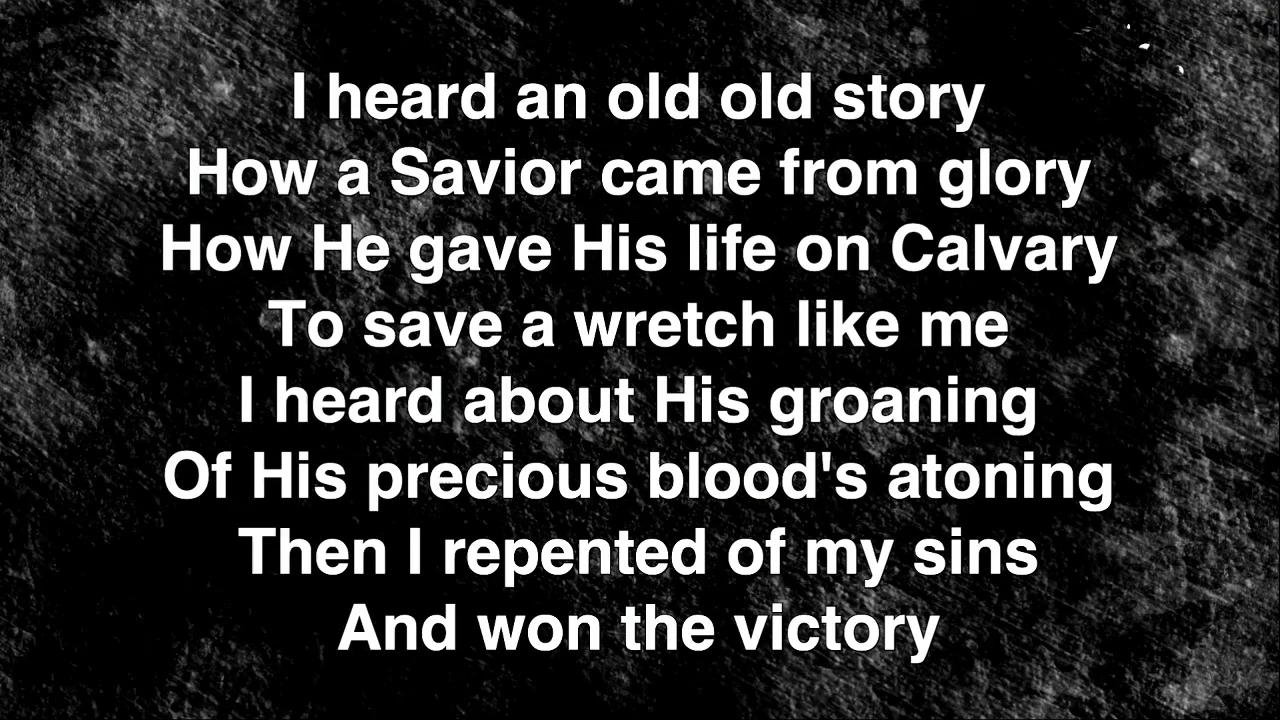 I heard an old old story
How a Savior came from glory
How He gave His life on Calvary
To save a wretch like me
I heard about His groaning
Of His precious blood's atoning
Then I repented of my sins
And won the victory